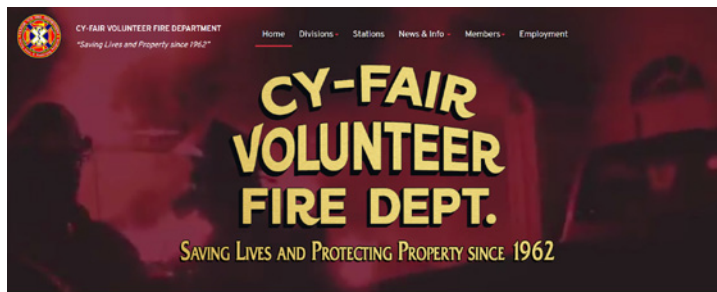 CY-FAIR VOLUNTEER FIRE DEPARTMENT
"Saving Lives and Property since 1962"
Home Divisions Stations News & Info Members Employment
CY-FAIR
VOLUNTEER
FIRE DEPT.
SAVING LIVES AND PROTECTING PROPERTY SINCE 1962